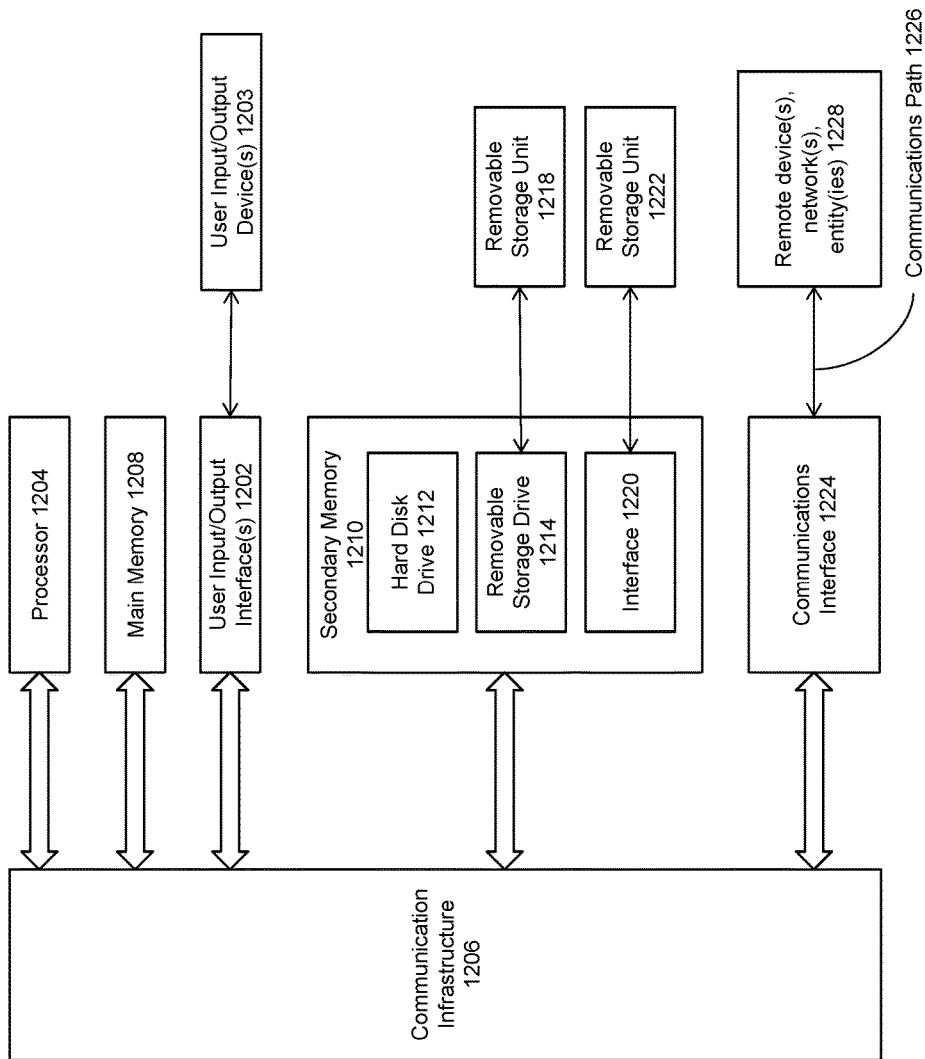 Processor 1204
Main Memory 1208
User Input/Output
Interface(s) 1202
User Input/Output
Device(s) 1203
Communication
Infrastructure
1206
Secondary Memory
1210
Hard Disk
Drive 1212
Removable
Storage Drive
1214
Removable
Storage Unit
1218
Interface 1220
Removable
Storage Unit
1222
Communications
Interface 1224
Remote device(s),
network(s),
entity(ies) 1228
Communications Path 1226